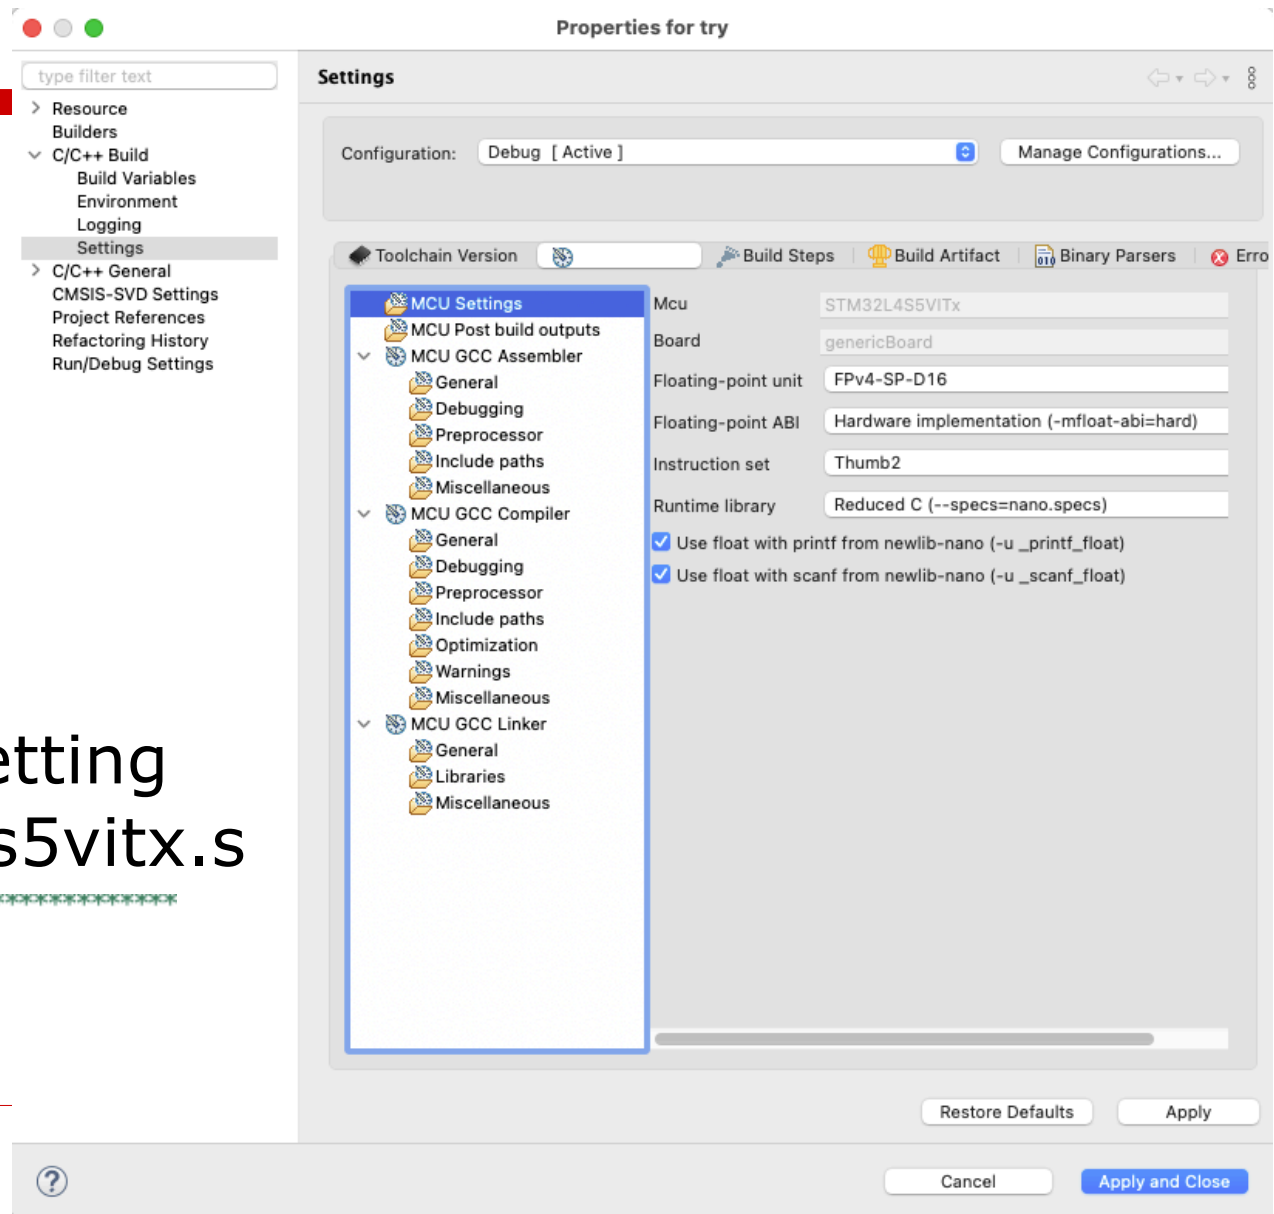 Properties for try
type filter text
Resource
Builders
C/C++ Build
Build Variables
Environment
Logging
Settings
C/C++ General
CMSIS-SVD Settings
Project References
Refactoring History
Run/Debug Settings
Settings
Configuration:
Debug [ Active ]
Manage Configurations...
Toolchain Version
Build Steps
Build Artifact
Binary Parsers
Erro
MCU Settings
MCU Post build outputs
MCU GCC Assembler
General
Debugging
Preprocessor
Include paths
Miscellaneous
MCU GCC Compiler
General
Debugging
Preprocessor
Include paths
Optimization
Warnings
Miscellaneous
MCU GCC Linker
General
Libraries
Miscellaneous
Mcu STM32L4S5VITx
Board genericBoard
Floating-point unit FPv4-SP-D16
Floating-point ABI Hardware implementation (-mfloat-abi=hard)
Instruction set Thumb2
Runtime library Reduced C (--specs=nano.specs)
Use float with printf from newlib-nano (-u _printf_float)
Use float with scanf from newlib-nano (-u _scanf_float)
etting
s5vitx.s
*************
Restore Defaults
Apply
?
Cancel
Apply and Close